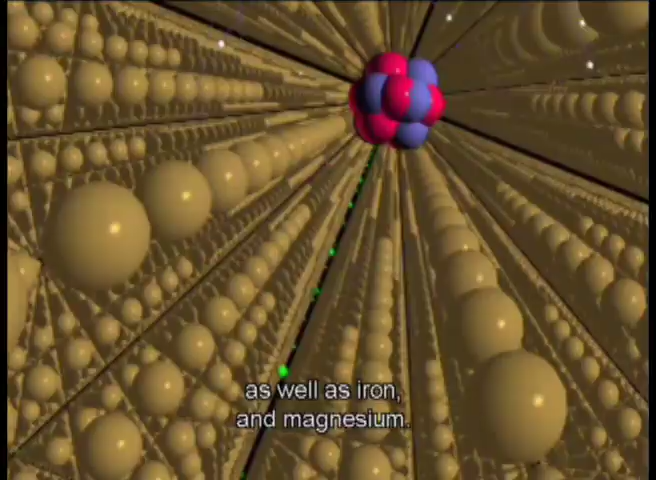 as well as iron,
and magnesium.